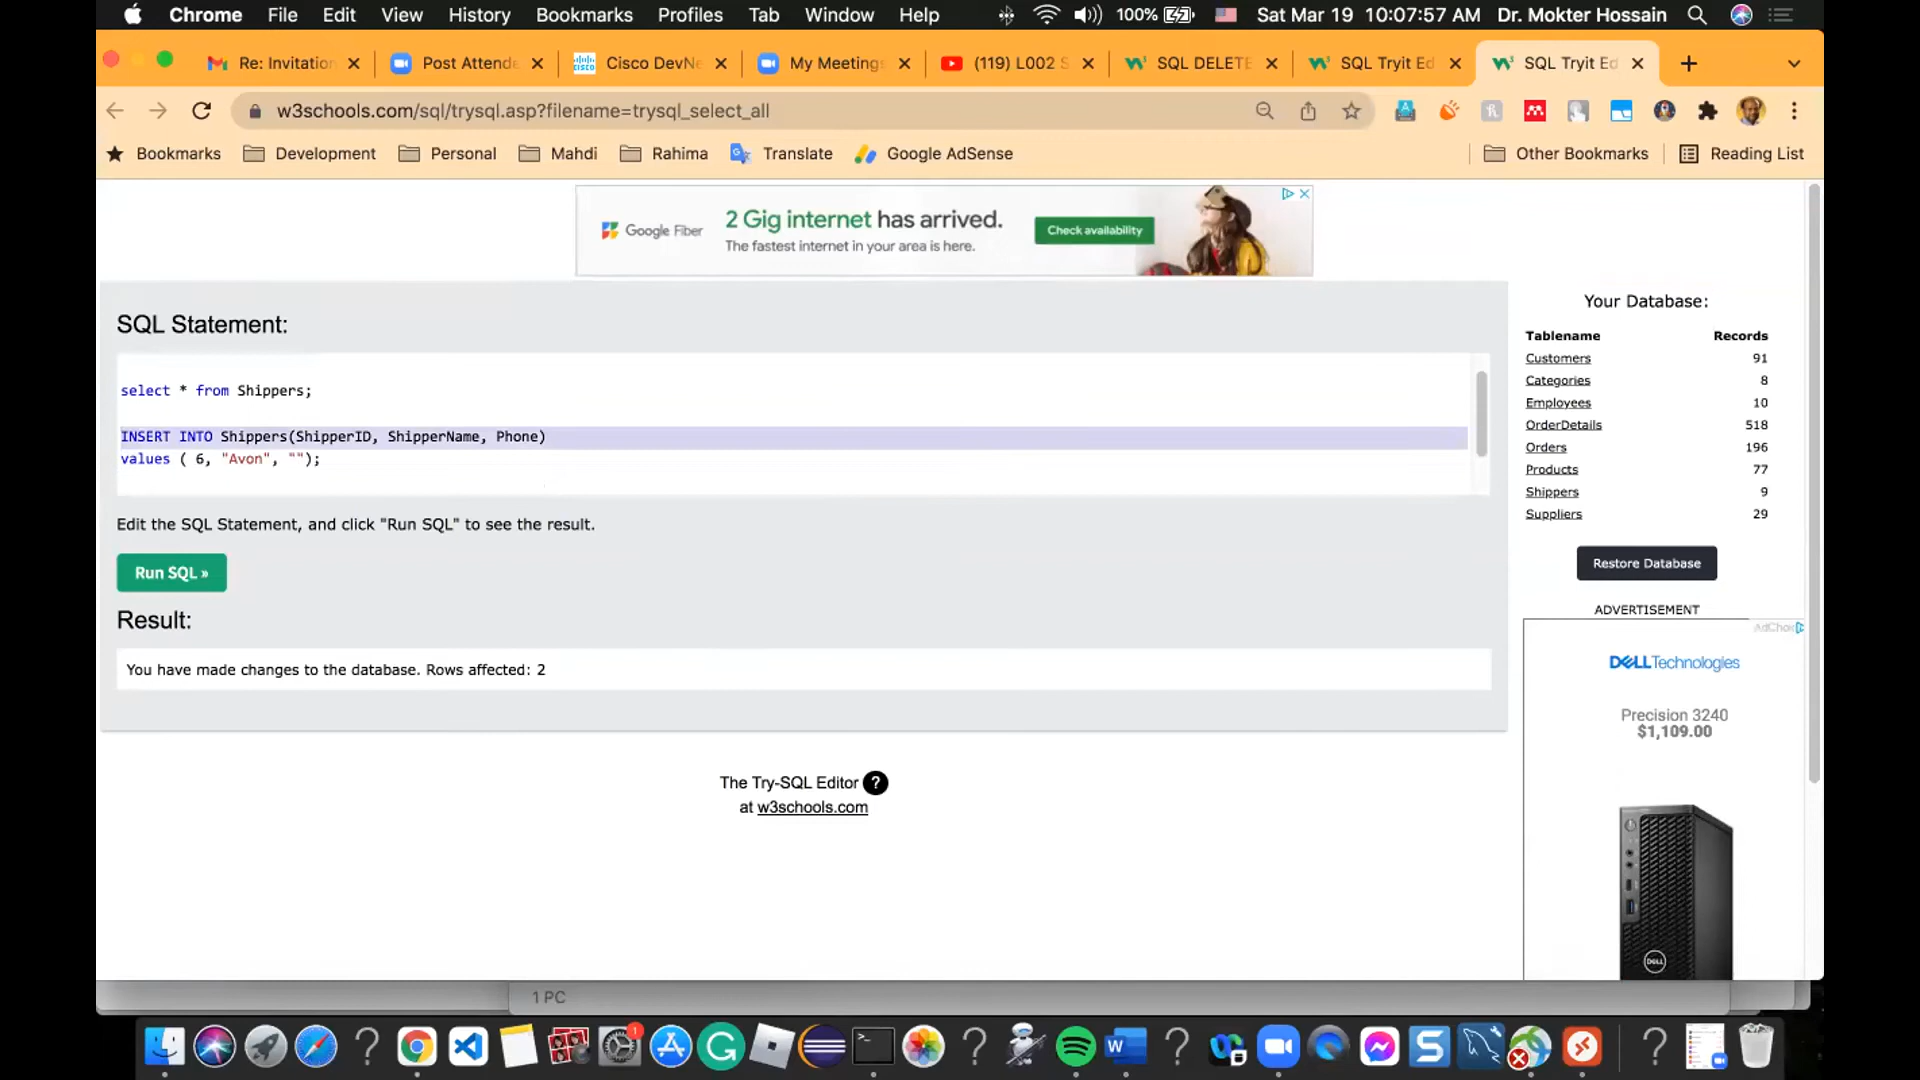 Chrome File Edit View History Bookmarks Profiles Tab Window Help 100% Sat Mar 19 10:07:57 AM Dr. Mokter Hossain
Re: Invitation Post Attende Cisco DevNe My Meetings (119) L002 S SQL DELETE SQL Tryit Ed SQL Tryit Ed
w3schools.com/sql/trysql.asp?filename=trysql_select_all
Bookmarks Development Personal Mahdi Rahima Translate Google AdSense Other Bookmarks Reading List
Google Fiber
2 Gig internet has arrived.
The fastest internet in your area is here.
Check availability
SQL Statement:
select * from Shippers;
INSERT INTO Shippers(ShipperID, ShipperName, Phone)
values ( 6, "Avon", "");
Edit the SQL Statement, and click "Run SQL" to see the result.
Run SQL »
Result:
You have made changes to the database. Rows affected: 2
The Try-SQL Editor ?
at w3schools.com
Your Database:
Tablename Records
Customers 91
Categories 8
Employees 10
OrderDetails 518
Orders 196
Products 77
Shippers 9
Suppliers 29
Restore Database
ADVERTISEMENT
AdChoic
DELL Technologies
Precision 3240
$1,109.00
DELL
1 PC
1